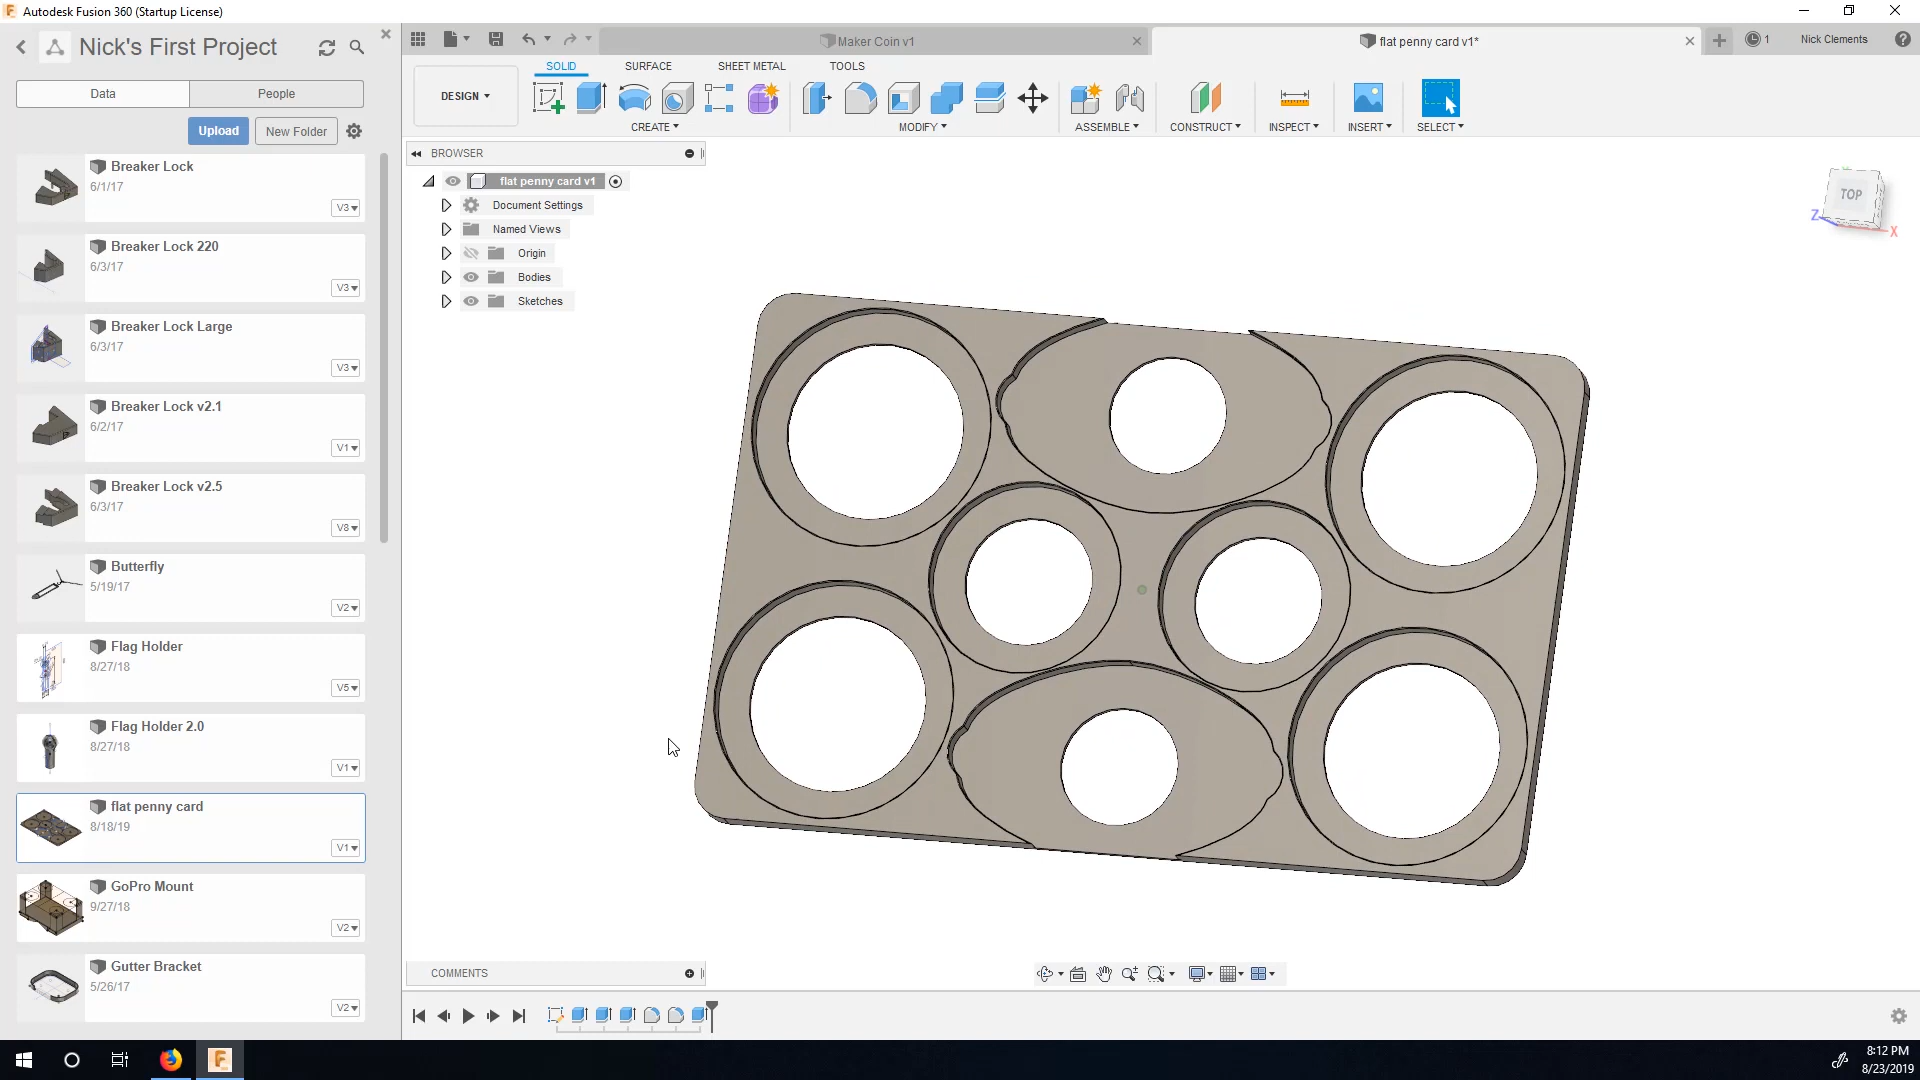 Autodesk Fusion 360 (Startup License)
Nick's First Project
Data
People
Upload
New Folder
Breaker Lock
6/1/17
V3
Breaker Lock 220
6/3/17
V3
Breaker Lock Large
6/3/17
V3
Breaker Lock v2.1
6/2/17
V1
Breaker Lock v2.5
6/3/17
V8
Butterfly
5/19/17
V2
Flag Holder
8/27/18
V5
Flag Holder 2.0
8/27/18
V1
flat penny card
8/18/19
V1
GoPro Mount
9/27/18
V2
Gutter Bracket
5/26/17
V2
Maker Coin v1
flat penny card v1*
1
Nick Clements
DESIGN
SOLID
SURFACE
SHEET METAL
TOOLS
CREATE
MODIFY
ASSEMBLE
CONSTRUCT
INSPECT
INSERT
SELECT
BROWSER
flat penny card v1
Document Settings
Named Views
Origin
Bodies
Sketches
TOP
Z
X
COMMENTS
8:12 PM
8/23/2019